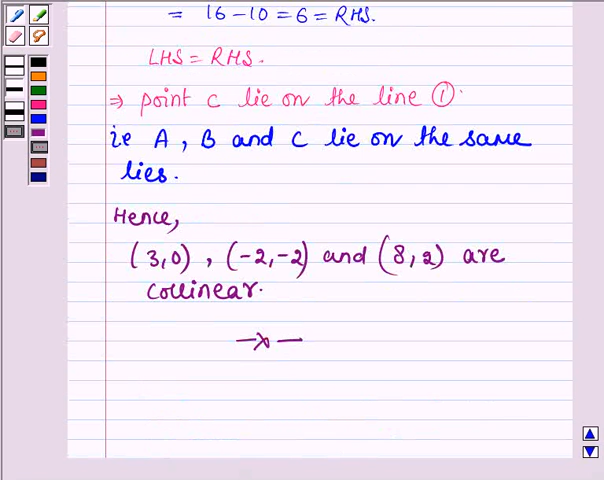 = 16 - 10 = 6 = RHS.
LHS = RHS.
⇒ point C lie on the line ①.
ie A, B and C lie on the same
lies.
Hence,
(3,0), (-2,-2) and (8,2) are
collinear.